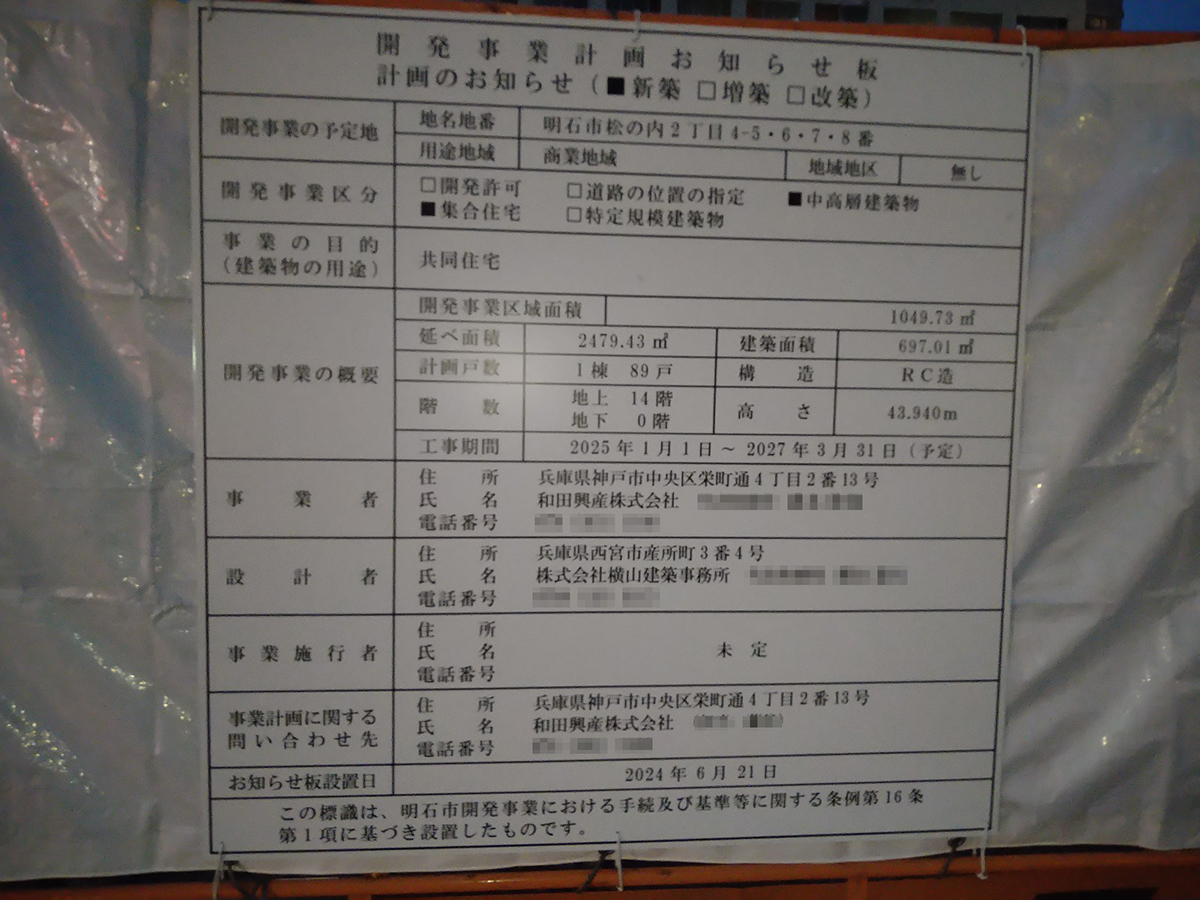 開発事業計画お知らせ板
計画のお知らせ（■新築 □増築 □改築）
開発事業の予定地
地名地番 明石市松の内2丁目4-5・6・7・8番
用途地域 商業地域 地域地区 無し
開発事業区分
□開発許可 □道路の位置の指定 ■中高層建築物
■集合住宅 □特定規模建築物
事業の目的
（建築物の用途）
共同住宅
開発事業の概要
開発事業区域面積 1049.73㎡
延べ面積 2479.43㎡ 建築面積 697.01㎡
計画戸数 1棟 89戸 構造 RC造
階数 地上 14階
地下 0階
高さ 43.940m
工事期間 2025年1月1日～2027年3月31日（予定）
事業者
住所 兵庫県神戸市中央区栄町通4丁目2番13号
氏名 和田興産株式会社
電話番号
設計者
住所 兵庫県西宮市産所町3番4号
氏名 株式会社横山建築事務所
電話番号
事業施行者
住所
氏名 未定
電話番号
事業計画に関する
問い合わせ先
住所 兵庫県神戸市中央区栄町通4丁目2番13号
氏名 和田興産株式会社
電話番号
お知らせ板設置日 2024年6月21日
この標識は、明石市開発事業における手続及び基準等に関する条例第16条
第1項に基づき設置したものです。